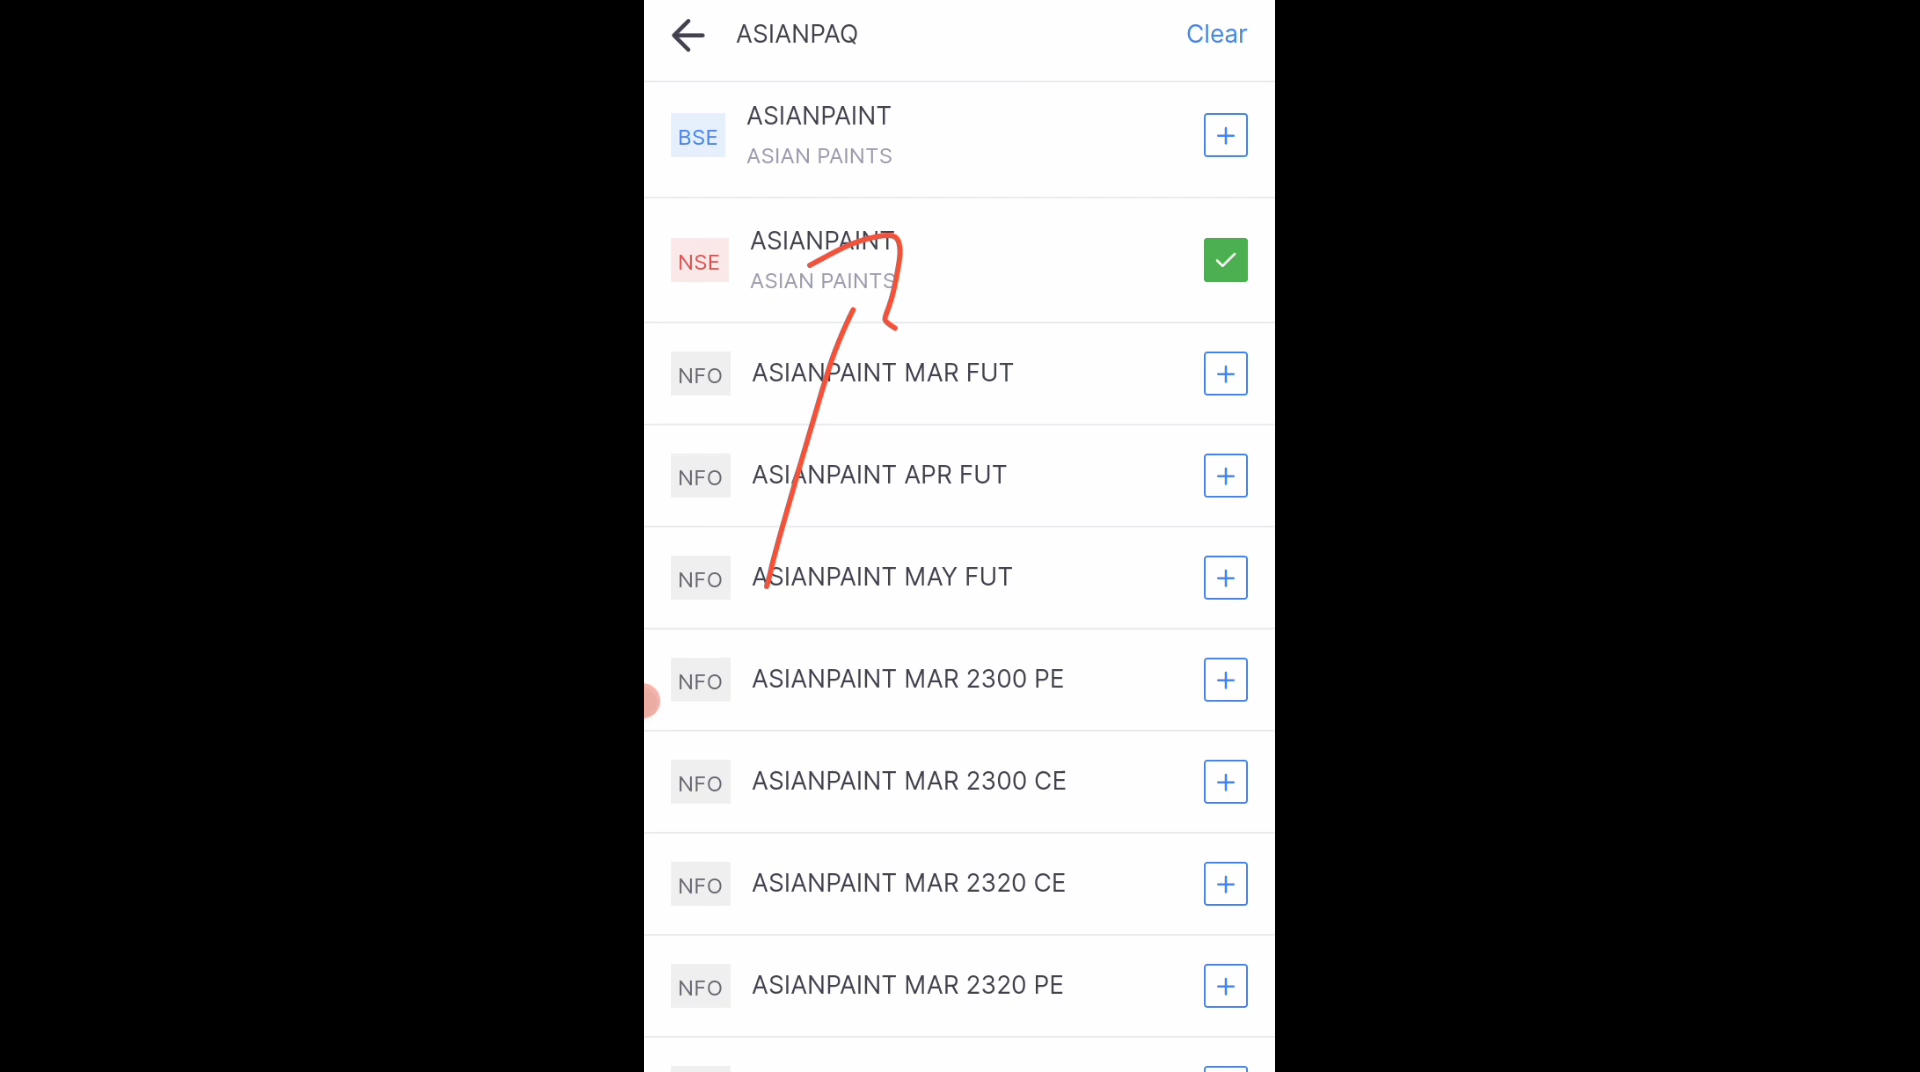 ASIANPAQ Clear
BSE ASIANPAINT
ASIAN PAINTS
NSE ASIANPAINT
ASIAN PAINTS
NFO ASIANPAINT MAR FUT
NFO ASIANPAINT APR FUT
NFO ASIANPAINT MAY FUT
NFO ASIANPAINT MAR 2300 PE
NFO ASIANPAINT MAR 2300 CE
NFO ASIANPAINT MAR 2320 CE
NFO ASIANPAINT MAR 2320 PE